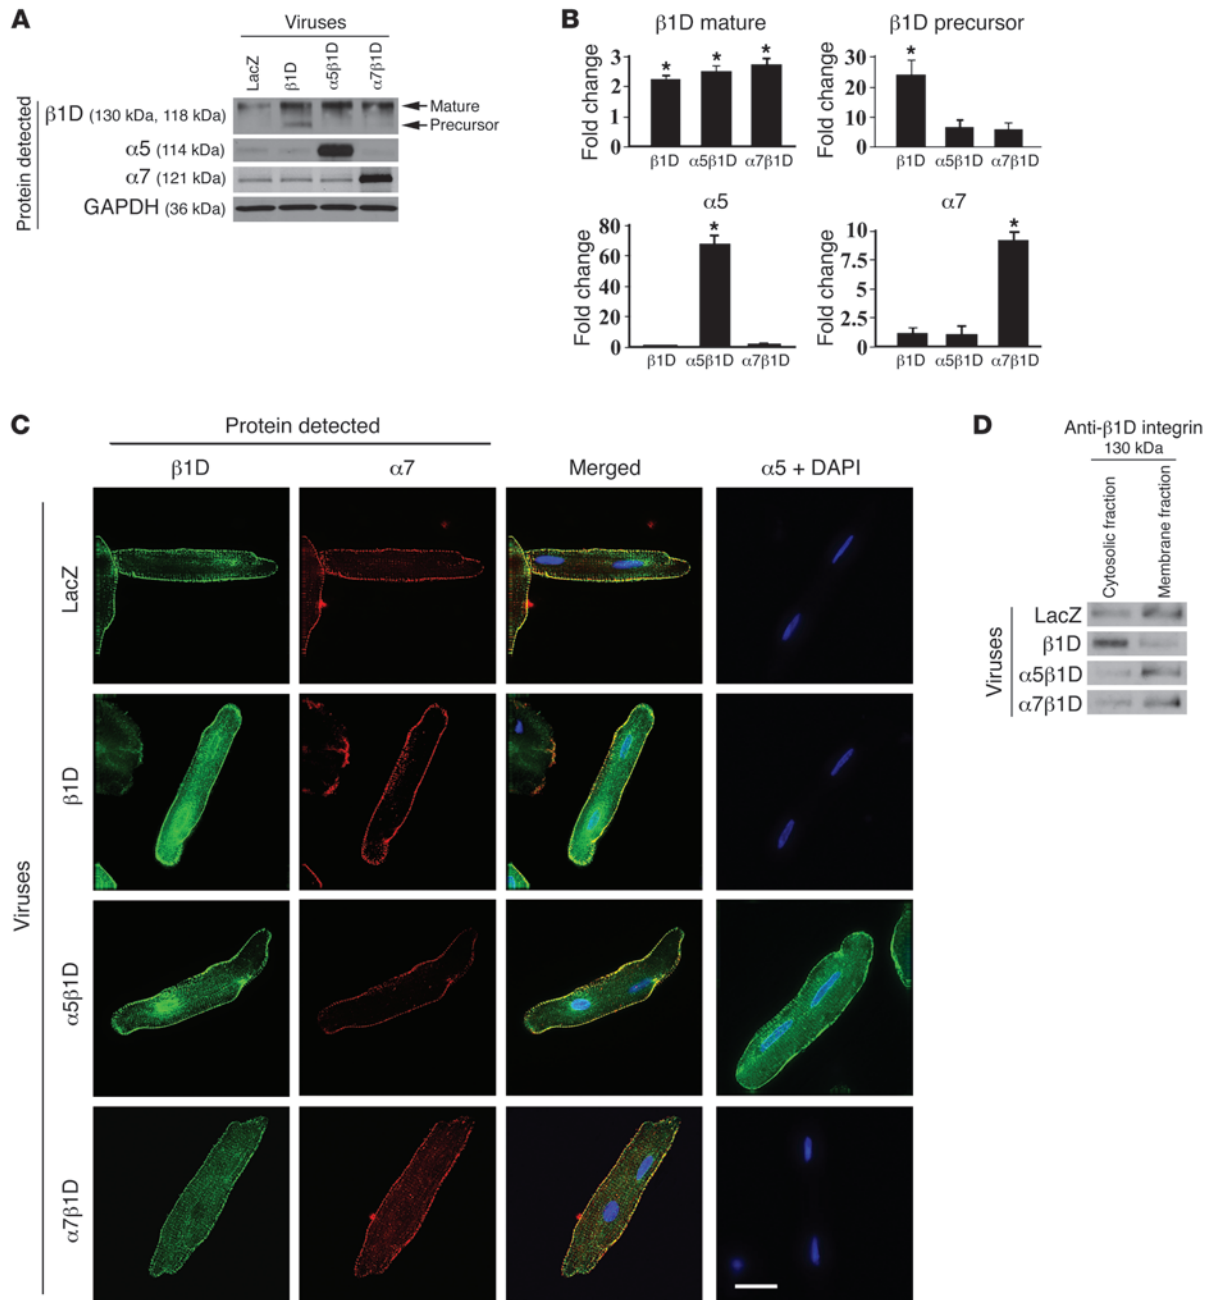 A
Viruses
LacZ
β1D
α5β1D
α7β1D
Protein detected
β1D (130 kDa, 118 kDa)
Mature
Precursor
α5 (114 kDa)
α7 (121 kDa)
GAPDH (36 kDa)
B
β1D mature
Fold change
3
2
1
0
*
*
*
β1D α5β1D α7β1D
β1D precursor
Fold change
30
20
10
0
*
β1D α5β1D α7β1D
α5
Fold change
80
60
40
20
0
*
β1D α5β1D α7β1D
α7
Fold change
10
7.5
5
2.5
0
*
β1D α5β1D α7β1D
C
Protein detected
β1D α7 Merged α5 + DAPI
Viruses
LacZ
β1D
α5β1D
α7β1D
D
Anti-β1D integrin
130 kDa
Cytosolic fraction
Membrane fraction
Viruses
LacZ
β1D
α5β1D
α7β1D